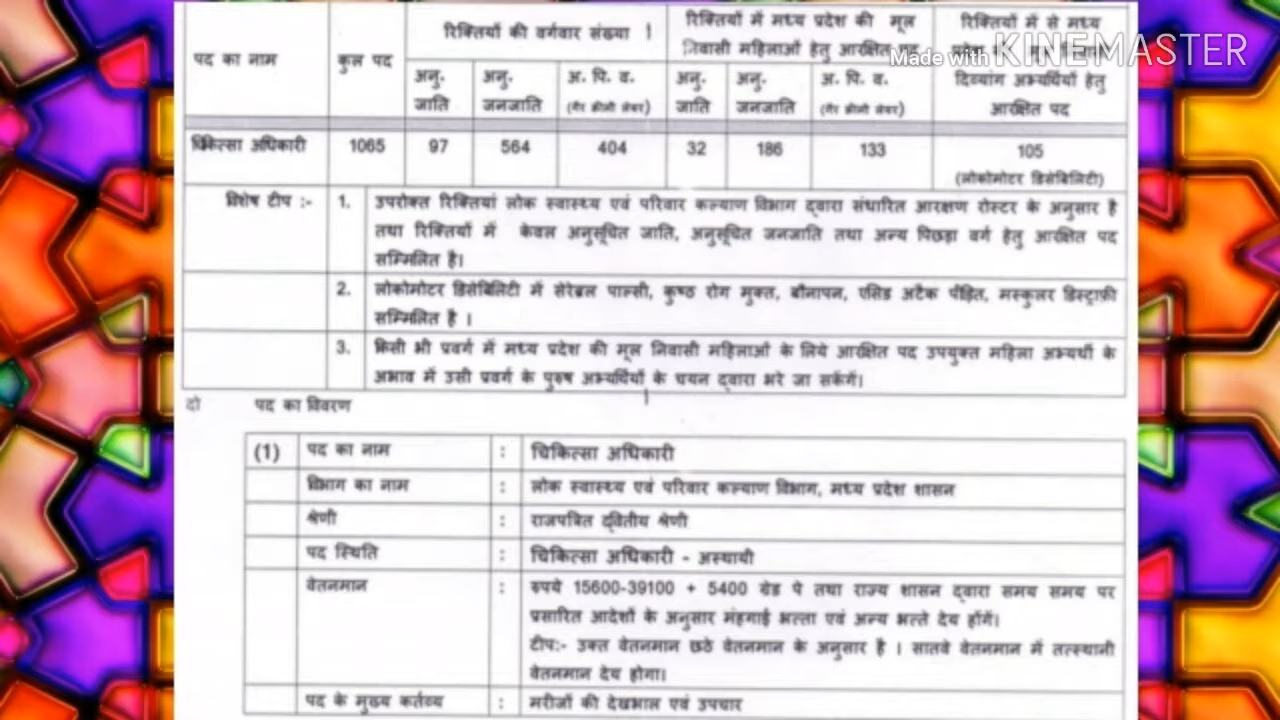 पद का नाम
कुल पद
रिक्तियों की वर्गवार संख्या
रिक्तियों में मध्य प्रदेश की मूल
निवासी महिलाओं हेतु आरक्षित पद
रिक्तियों में से मध्य
दिव्यांग अभ्यर्थियों हेतु
आरक्षित पद
Made with KINEMASTER
अनु. जाति
अनु. जनजाति
अ. पि. व. (गैर क्रीमी लेयर)
अनु. जाति
अनु. जनजाति
अ. पि. व. (गैर क्रीमी लेयर)
चिकित्सा अधिकारी 1065 97 564 404 32 186 133 105
(लोकोमोटर डिसेबिलिटी)
विशेष टीप :- 1. उपरोक्त रिक्तियां लोक स्वास्थ्य एवं परिवार कल्याण विभाग द्वारा संधारित आरक्षण रोस्टर के अनुसार है
तथा रिक्तियों में केवल अनुसूचित जाति, अनुसूचित जनजाति तथा अन्य पिछड़ा वर्ग हेतु आरक्षित पद
सम्मिलित है।
2. लोकोमोटर डिसेबिलिटी में सेरेब्रल पाल्सी, कुष्ठ रोग मुक्त, बौनापन, एसिड अटैक पीड़ित, मस्कुलर डिस्ट्राफी
सम्मिलित है ।
3. किसी भी प्रवर्ग में मध्य प्रदेश की मूल निवासी महिलाओं के लिये आरक्षित पद उपयुक्त महिला अभ्यर्थी के
अभाव में उसी प्रवर्ग के पुरुष अभ्यर्थियों के चयन द्वारा भरे जा सकेंगें।
दो पद का विवरण
(1) पद का नाम : चिकित्सा अधिकारी
विभाग का नाम : लोक स्वास्थ्य एवं परिवार कल्याण विभाग, मध्य प्रदेश शासन
श्रेणी : राजपत्रित द्वितीय श्रेणी
पद स्थिति : चिकित्सा अधिकारी - अस्थायी
वेतनमान : रुपये 15600-39100 + 5400 ग्रेड पे तथा राज्य शासन द्वारा समय समय पर
प्रसारित आदेशों के अनुसार मंहगाई भत्ता एवं अन्य भत्ते देय होंगें।
टीप:- उक्त वेतनमान छठे वेतनमान के अनुसार है । सातवे वेतनमान में तत्स्थानी
वेतनमान देय होगा।
पद के मुख्य कर्तव्य : मरीजों की देखभाल एवं उपचार